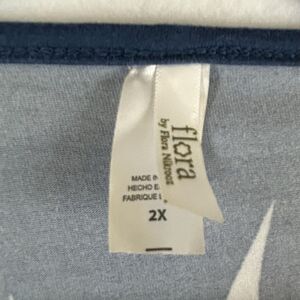 flora
by Flora Nikrooz
MADE IN
HECHO E
FABRIQUE
2X